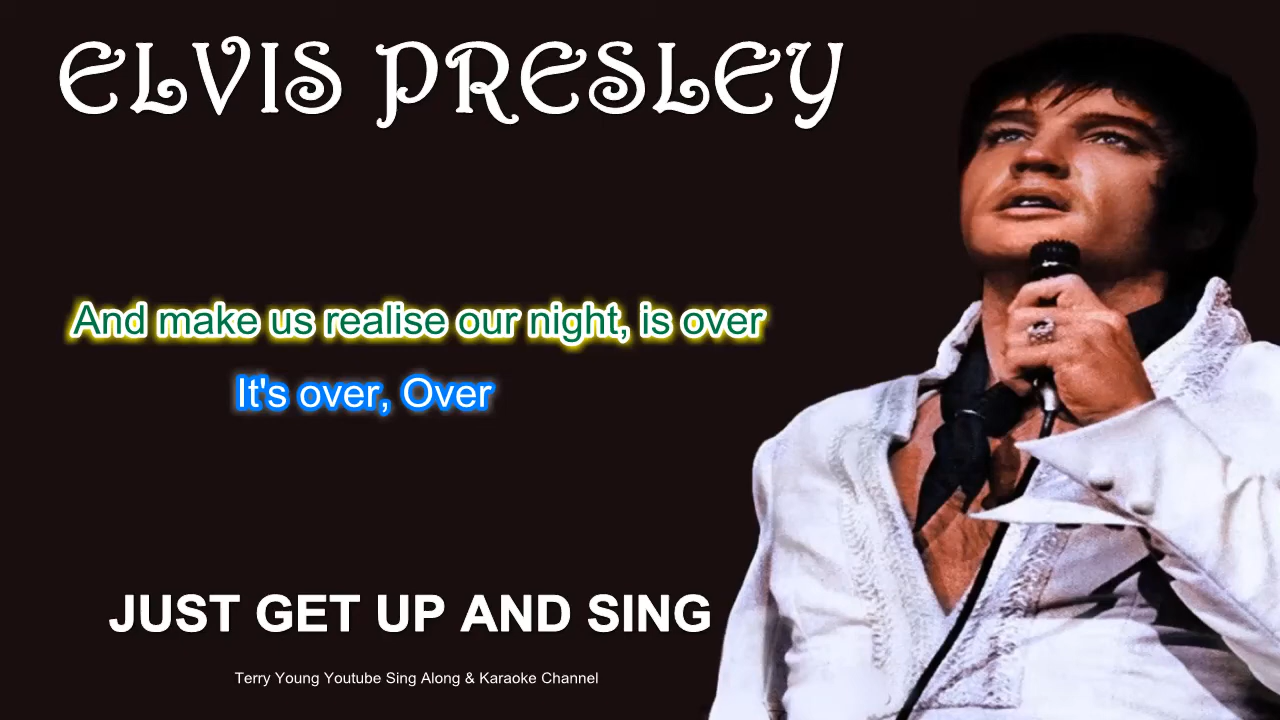 ELVIS PRESLEY
And make us realise our night, is over
It's over, Over
JUST GET UP AND SING
Terry Young Youtube Sing Along & Karaoke Channel